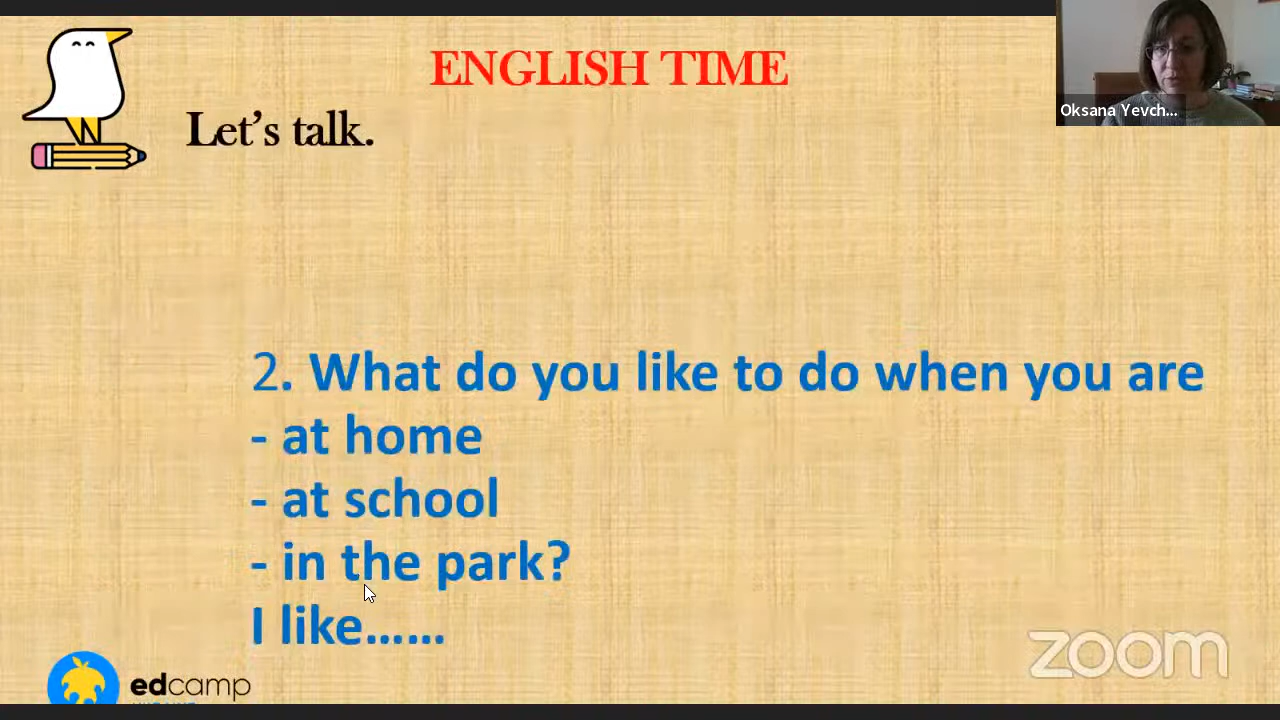 ENGLISH TIME
Oksana Yevch...
Let's talk.
2. What do you like to do when you are
- at home
- at school
- in the park?
I like......
zoom
edcamp